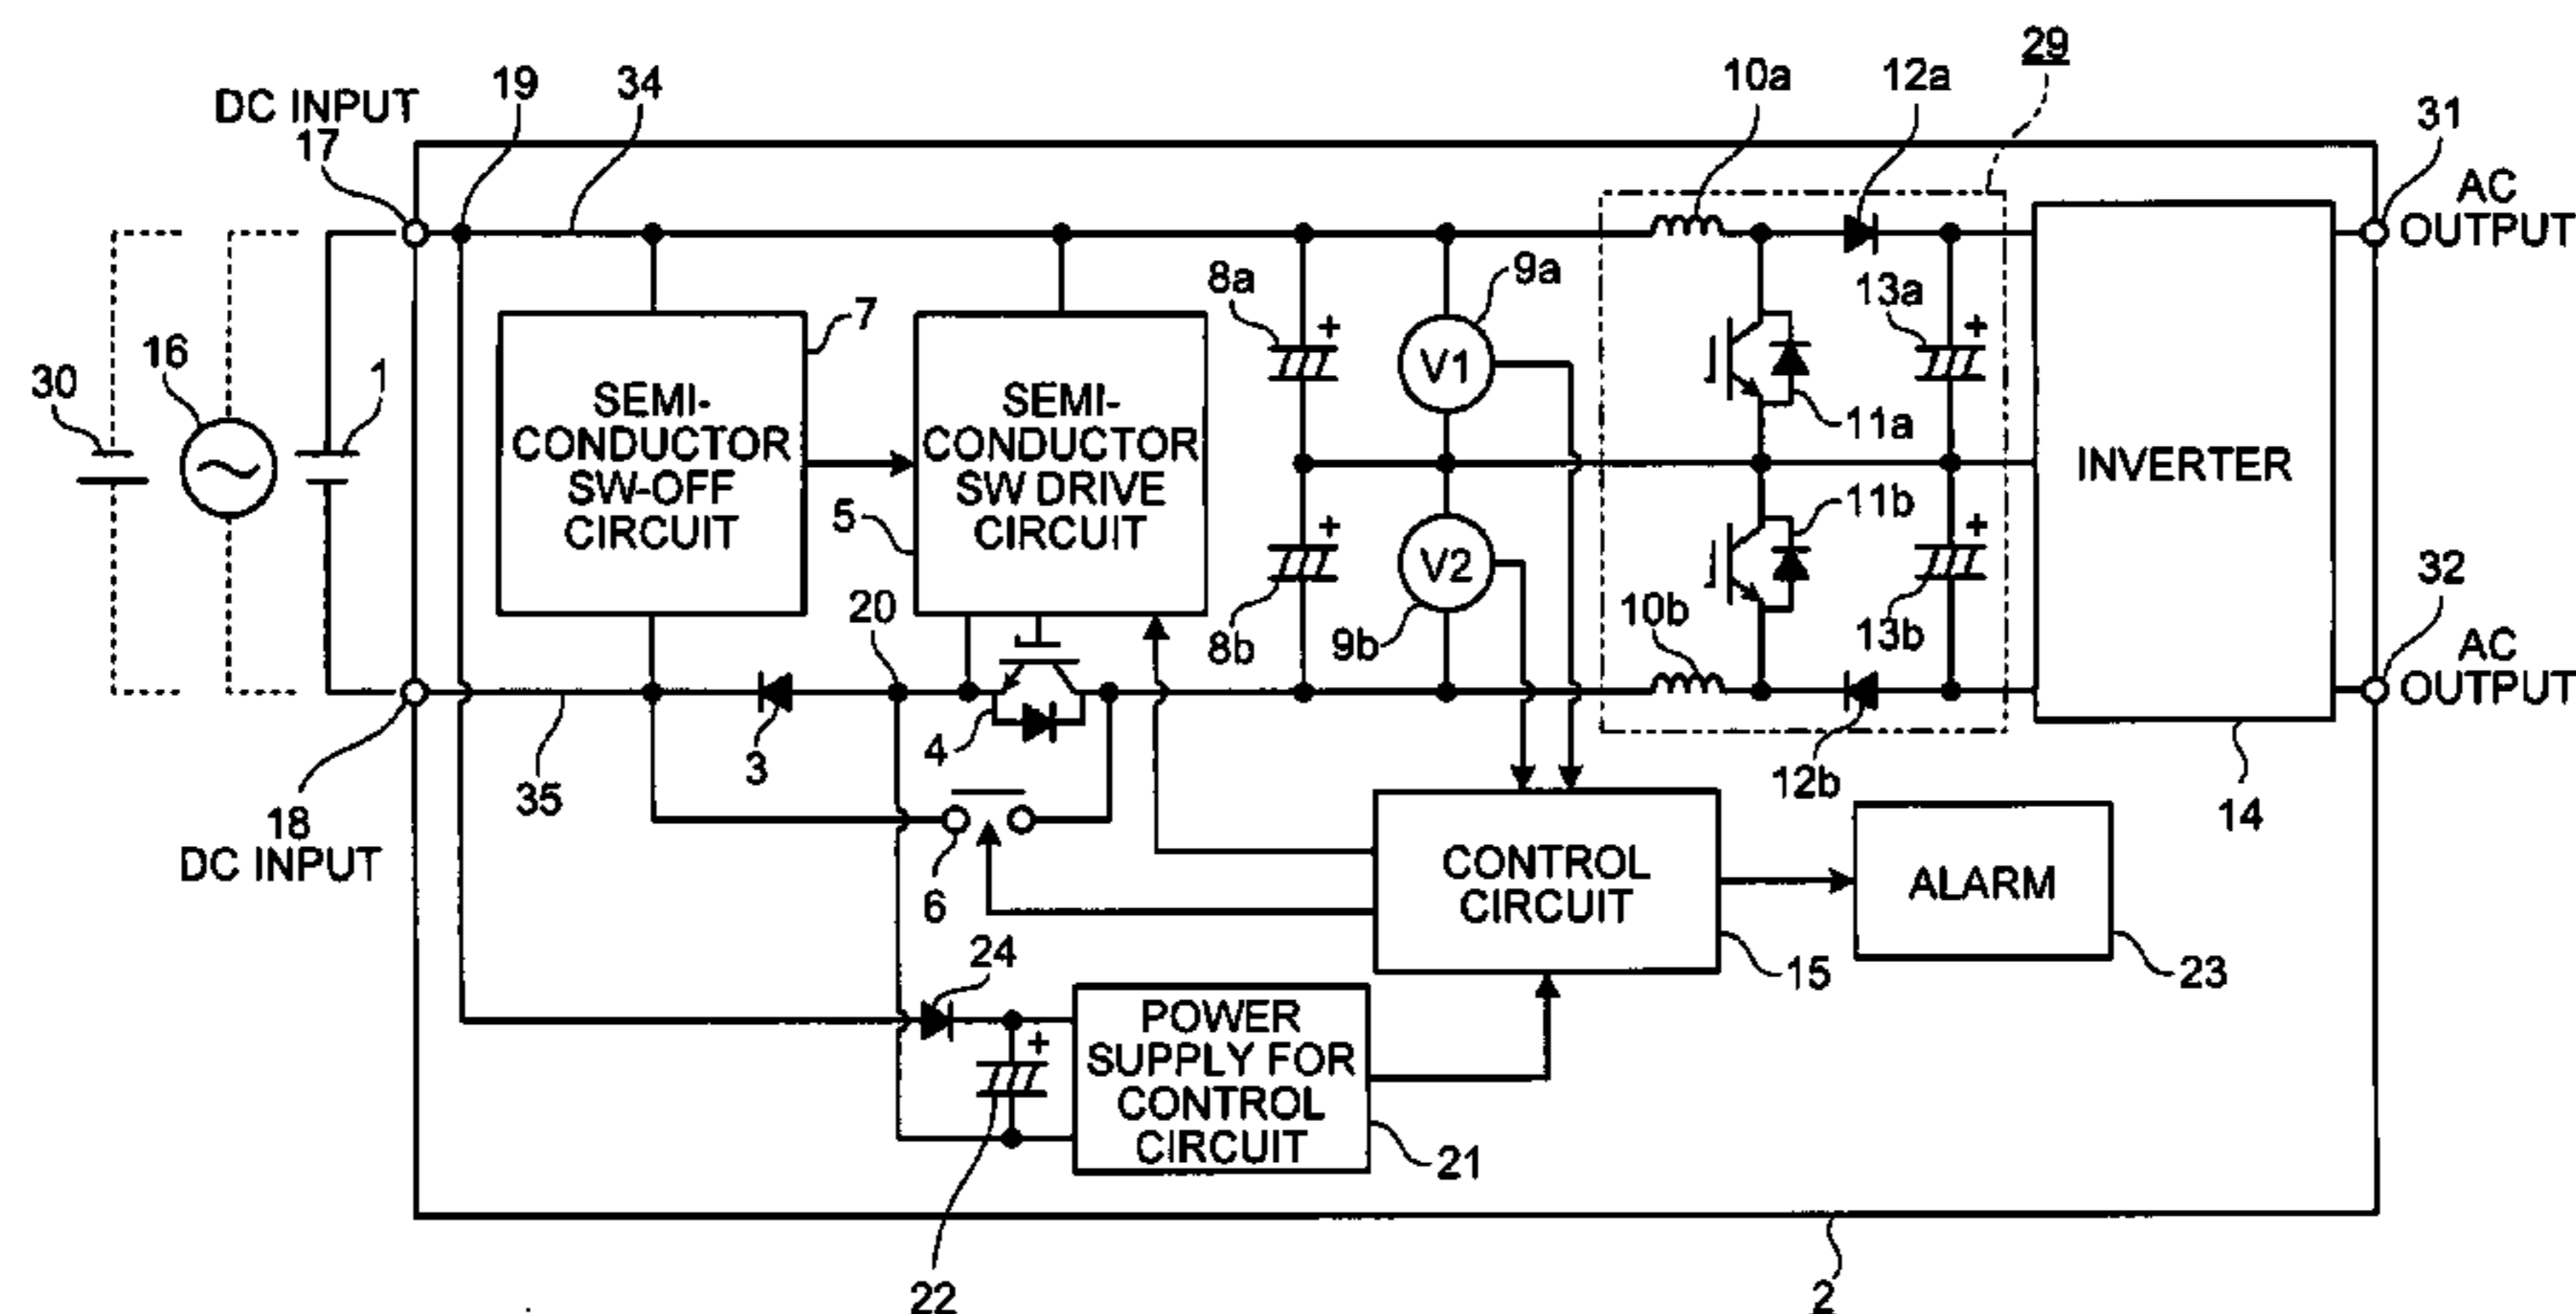 29
19
34
10a
12a
31
DC INPUT
17
AC
OUTPUT
9a
8a
13a
7
+
+
16
1
V1
30
SEMI-
CONDUCTOR
SW-OFF
CIRCUIT
SEMI-
CONDUCTOR
SW DRIVE
CIRCUIT
11a
INVERTER
5
11b
+
+
V2
32
20
10b
8b
9b
13b
AC
OUTPUT
4
3
35
12b
18
DC INPUT
14
6
CONTROL
CIRCUIT
ALARM
24
15
23
POWER
SUPPLY FOR
CONTROL
CIRCUIT
+
21
22
2